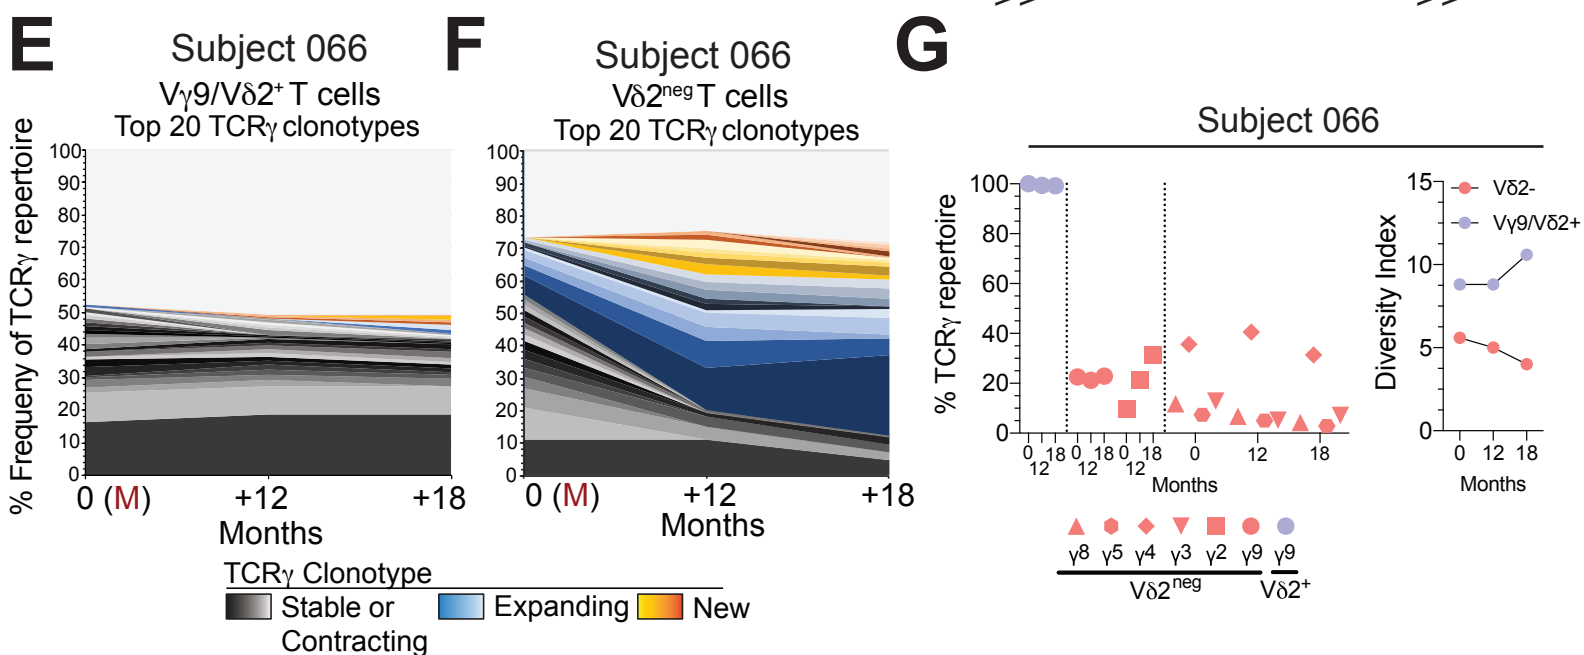 E
Subject 066
Vγ9/Vδ2⁺ T cells
Top 20 TCRγ clonotypes
% Frequeny of TCRγ repertoire
100
90
80
70
60
50
40
30
20
10
0
0 (M) +12 +18
Months
F
Subject 066
Vδ2ⁿᵉᵍ T cells
Top 20 TCRγ clonotypes
100
90
80
70
60
50
40
30
20
10
0
0 (M) +12 +18
Months
TCRγ Clonotype
Stable or
Contracting
Expanding
New
G
Subject 066
% TCRγ repertoire
100
80
60
40
20
0
0 12 18 0 12 18 0 12 18 0 12 18
Months
γ8 γ5 γ4 γ3 γ2 γ9 γ9
Vδ2ⁿᵉᵍ Vδ2⁺
Diversity Index
15
10
5
0
Vδ2-
Vγ9/Vδ2+
0 12 18
Months